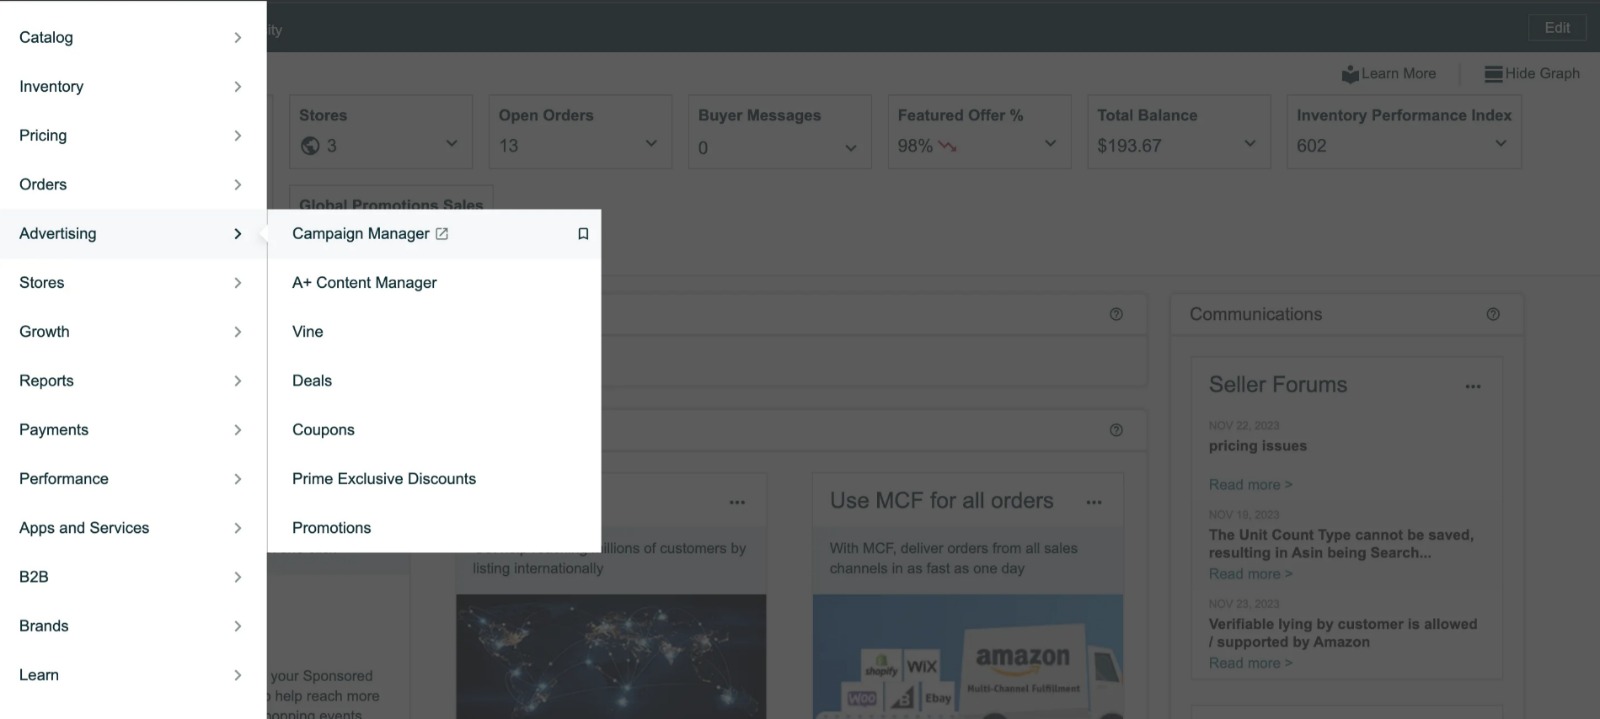 Catalog
Inventory
Pricing
Orders
Advertising
Stores
Growth
Reports
Payments
Performance
Apps and Services
B2B
Brands
Learn
Campaign Manager
A+ Content Manager
Vine
Deals
Coupons
Prime Exclusive Discounts
Promotions
Edit
Learn More
Hide Graph
Stores
3
Open Orders
13
Buyer Messages
0
Featured Offer %
98%
Total Balance
$193.67
Inventory Performance Index
602
Global Promotions Sales
your Sponsored
help reach more
events
of customers by
listing internationally
Use MCF for all orders
With MCF, deliver orders from all sales
channels in as fast as one day
shopify
WiX
WOO
Ebay
amazon
Multi-Channel Fulfillment
Communications
Seller Forums
NOV 22, 2023
pricing issues
Read more >
NOV 19, 2023
The Unit Count Type cannot be saved,
resulting in Asin being Search...
Read more >
NOV 23, 2023
Verifiable lying by customer is allowed
/ supported by Amazon
Read more >